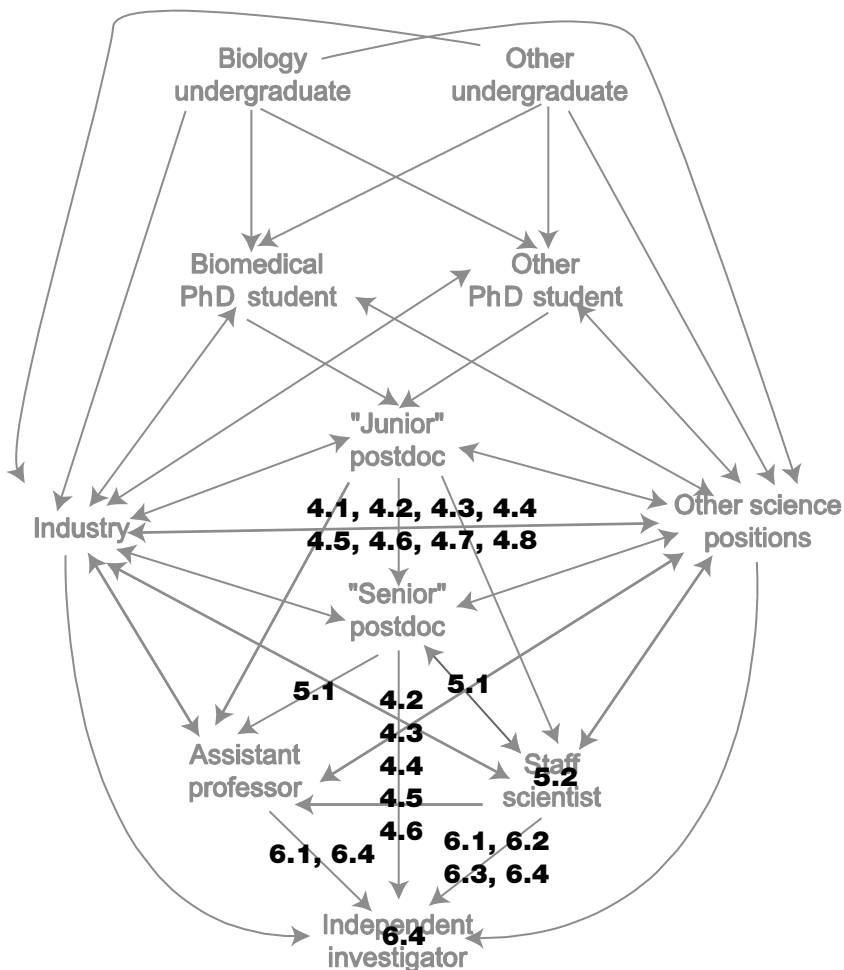 Biology
undergraduate
Other
undergraduate
Biomedical
PhD student
Other
PhD student
"Junior"
postdoc
4.1, 4.2, 4.3, 4.4
4.5, 4.6, 4.7, 4.8
Industry
Other science
positions
"Senior"
postdoc
5.1
4.2
4.3
4.4
4.5
4.6
5.1
Assistant
professor
Staff
5.2
scientist
6.1, 6.4
6.1, 6.2
6.3, 6.4
Independent
6.4
investigator